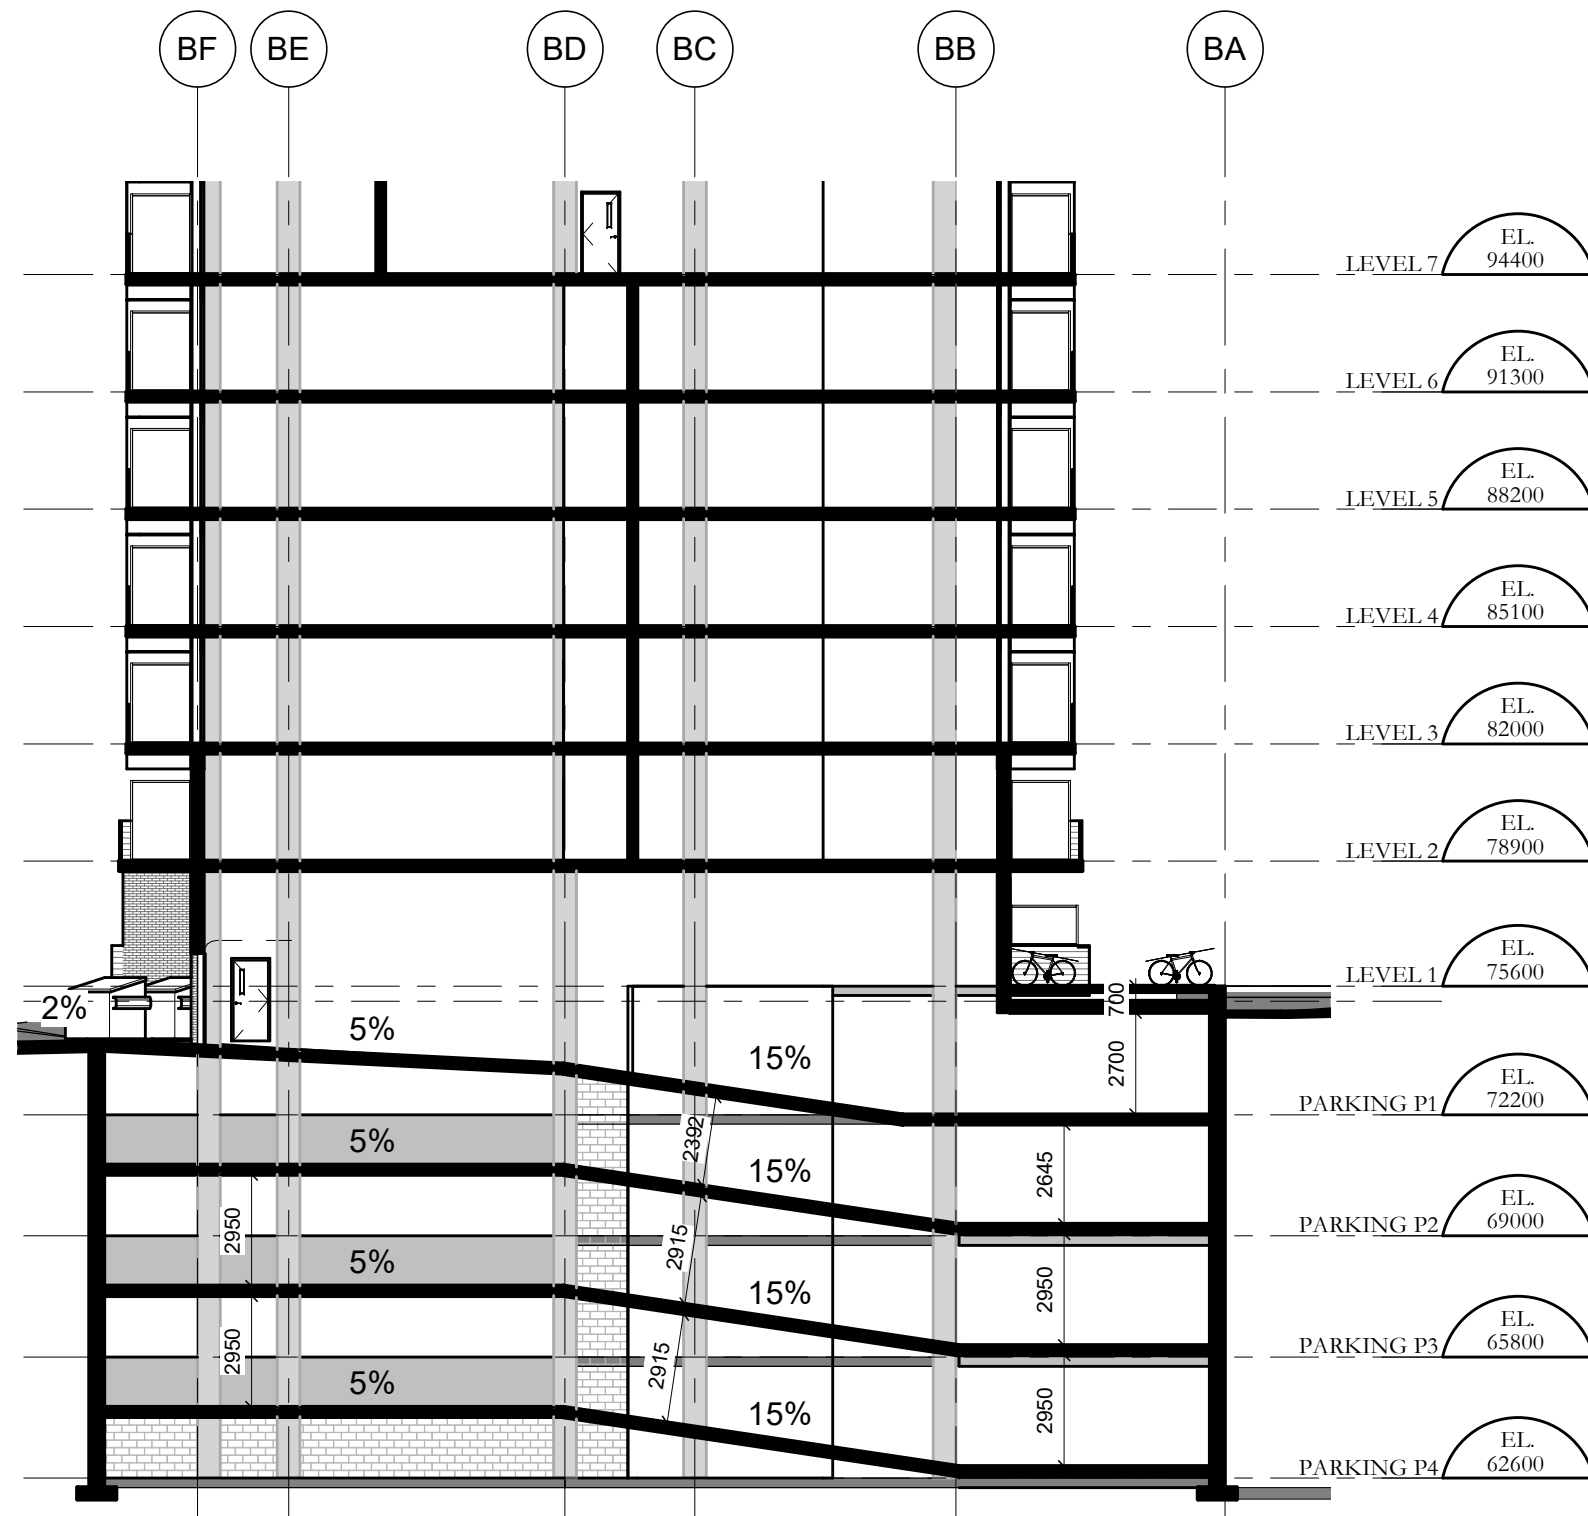 BF BE BD BC BB BA
EL.
LEVEL 7 94400
EL.
LEVEL 6 91300
EL.
LEVEL 5 88200
EL.
LEVEL 4 85100
EL.
LEVEL 3 82000
EL.
LEVEL 2 78900
EL.
LEVEL 1 75600
2% 5% 15% 700
2700
EL.
PARKING P1 72200
5% 2392 15% 2645
EL.
PARKING P2 69000
2950 5% 2915 15% 2950
EL.
PARKING P3 65800
2950 5% 2915 15% 2950
EL.
PARKING P4 62600